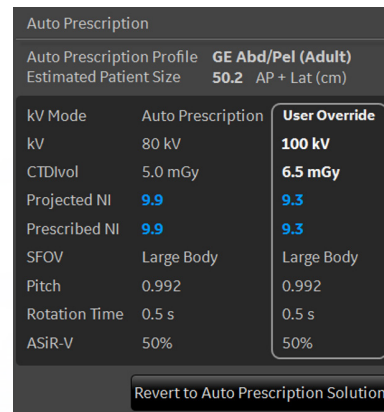 Auto Prescription
Auto Prescription Profile GE Abd/Pel (Adult)
Estimated Patient Size 50.2 AP + Lat (cm)
kV Mode Auto Prescription User Override
kV 80 kV 100 kV
CTDIvol 5.0 mGy 6.5 mGy
Projected NI 9.9 9.3
Prescribed NI 9.9 9.3
SFOV Large Body Large Body
Pitch 0.992 0.992
Rotation Time 0.5 s 0.5 s
ASiR-V 50% 50%
Revert to Auto Prescription Solution